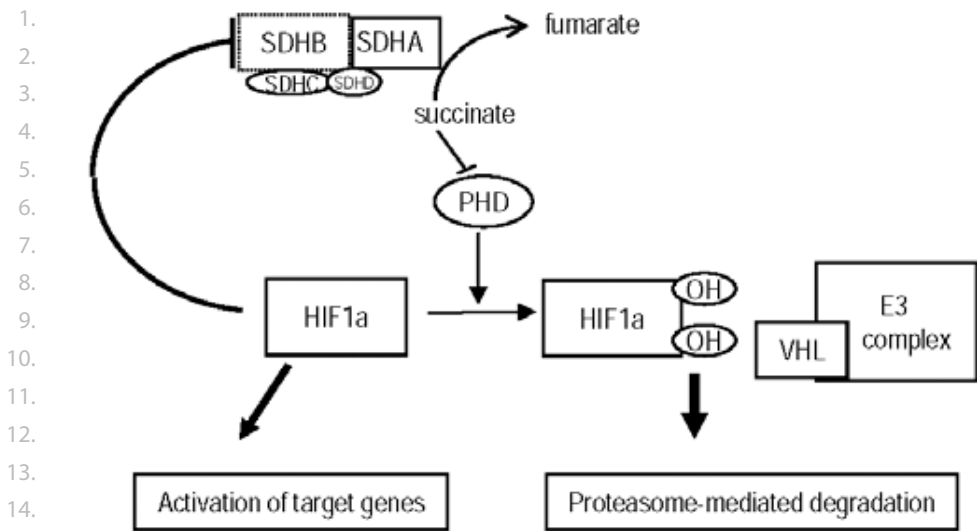 1.
2.
3.
4.
5.
6.
7.
8.
9.
10.
11.
12.
13.
14.
SDHB
SDHA
fumarate
SDHC
SDHD
succinate
PHD
HIF1a
HIF1a
OH
OH
VHL
E3
complex
Activation of target genes
Proteasome-mediated degradation